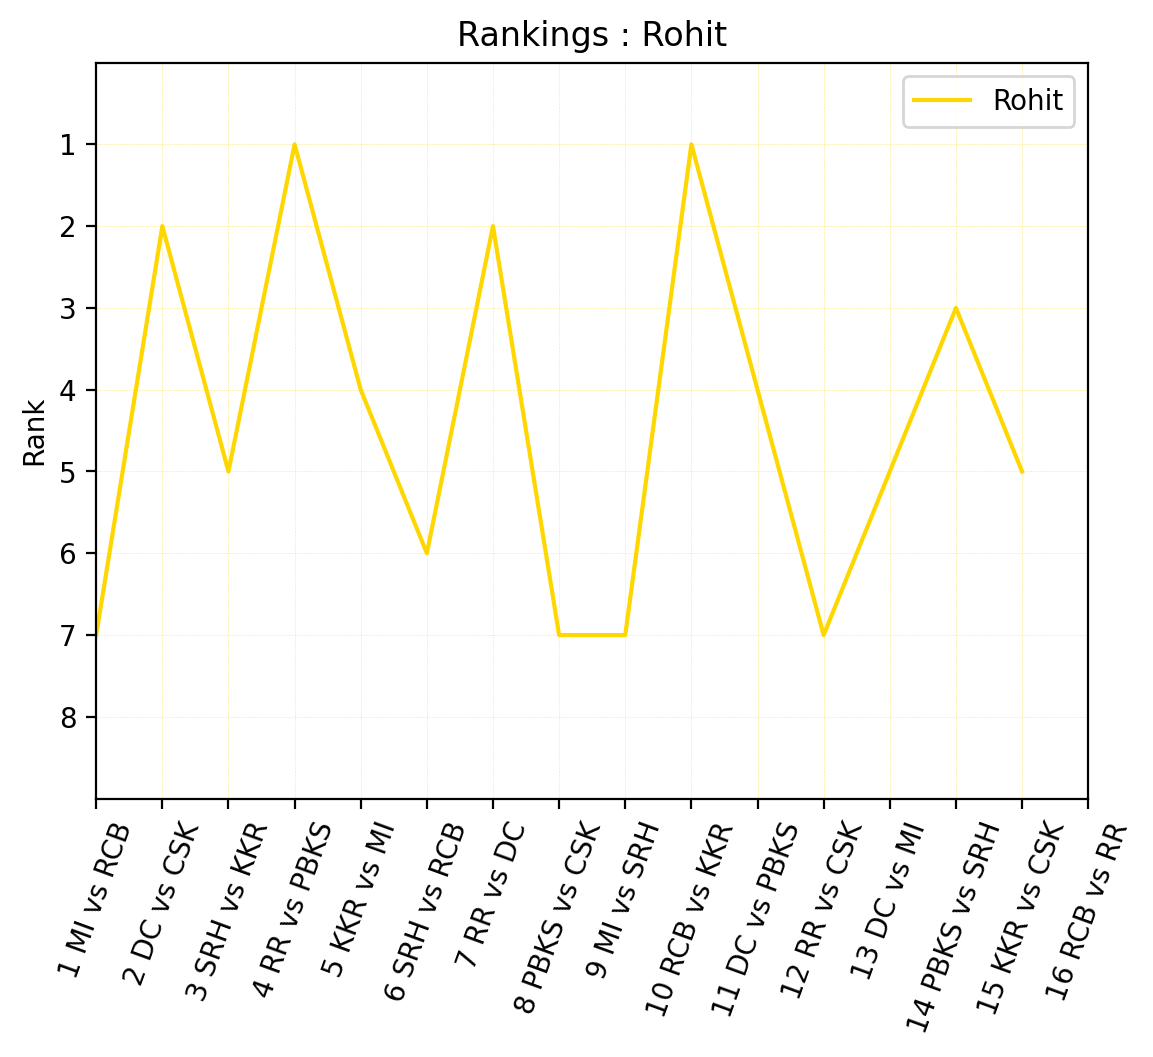 Rankings : Rohit
Rohit
1
2
3
4
5
6
7
8
Rank
1 MI vs RCB
2 DC vs CSK
3 SRH vs KKR
4 RR vs PBKS
5 KKR vs MI
6 SRH vs RCB
7 RR vs DC
8 PBKS vs CSK
9 MI vs SRH
10 RCB vs KKR
11 DC vs PBKS
12 RR vs CSK
13 DC vs MI
14 PBKS vs SRH
15 KKR vs CSK
16 RCB vs RR